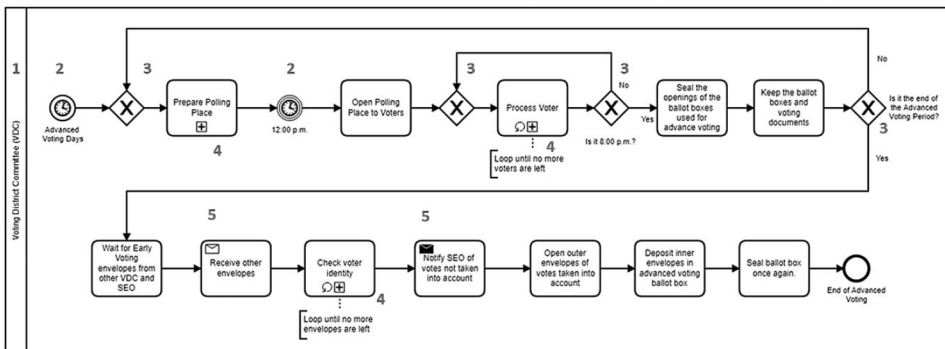 Voting District Committee (VDC)
1
2
Advanced
Voting Days
3
Prepare Polling
Place
4
2
12:00 p.m.
Open Polling
Place to Voters
3
Process Voter
4
Loop until no more
voters are left
3
No
Yes
Is it 8:00 p.m.?
Seal the
openings of the
ballot boxes
used for
advance voting
Keep the ballot
boxes and
voting
documents
No
Is it the end of
the Advanced
Voting Period?
3
Yes
Wait for Early
Voting
envelopes from
other VDC and
SEO
5
Receive other
envelopes
Check voter
identity
4
Loop until no more
envelopes are left
5
Notify SEO of
votes not taken
into account
Open outer
envelopes of
votes taken into
account
Deposit inner
envelopes in
advanced voting
ballot box
Seal ballot box
once again.
End of Advanced
Voting